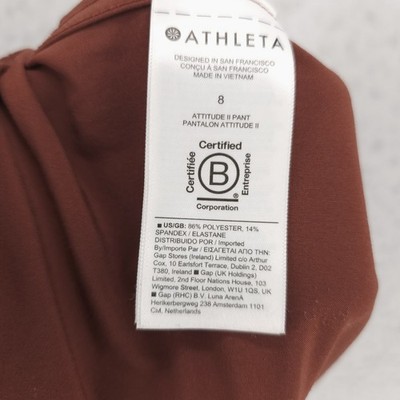 ATHLETA
DESIGNED IN SAN FRANCISCO
CONÇU À SAN FRANCISCO
MADE IN VIETNAM
8
ATTITUDE II PANT
PANTALON ATTITUDE II
Certified
Certifiée
B
®
Entreprise
Corporation
■ US/GB: 86% POLYESTER, 14%
SPANDEX / ELASTANE
DISTRIBUIDO POR / Imported
By/Importe Par / ΕΙΣΑΓΕΤΑΙ ΑΠΟ ΤΗΝ:
Gap Stores (Ireland) Limited c/o Arthur
Cox, 10 Earlsfort Terrace, Dublin 2, D02
T380, Ireland ■ Gap (UK Holdings)
Limited, 2nd Floor Nations House, 103
Wigmore Street, London, W1U 1QS, UK
■ Gap (RHC) B.V. Luna ArenA
Herikerbergweg 238 Amsterdam 1101
CM, Netherlands